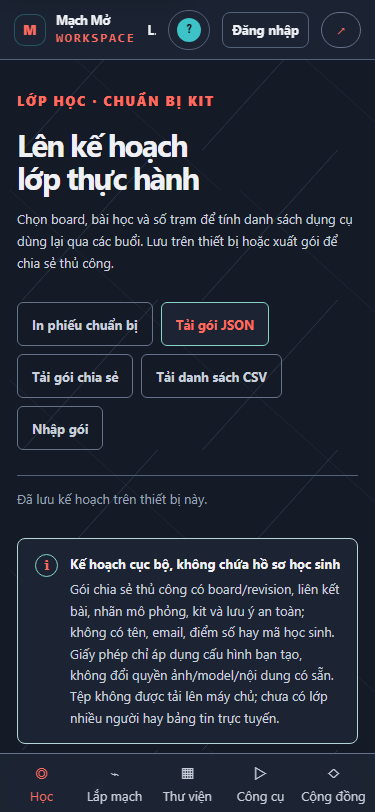 M
Mạch Mở
WORKSPACE
L.
?
Đăng nhập
LỚP HỌC · CHUẨN BỊ KIT
Lên kế hoạch
lớp thực hành
Chọn board, bài học và số trạm để tính danh sách dụng cụ
dùng lại qua các buổi. Lưu trên thiết bị hoặc xuất gói để
chia sẻ thủ công.
In phiếu chuẩn bị
Tải gói JSON
Tải gói chia sẻ
Tải danh sách CSV
Nhập gói
Đã lưu kế hoạch trên thiết bị này.
i
Kế hoạch cục bộ, không chứa hồ sơ học sinh
Gói chia sẻ thủ công có board/revision, liên kết
bài, nhãn mô phỏng, kit và lưu ý an toàn;
không có tên, email, điểm số hay mã học sinh.
Giấy phép chỉ áp dụng cấu hình bạn tạo,
không đổi quyền ảnh/model/nội dung có sẵn.
Tệp không được tải lên máy chủ; chưa có lớp
nhiều người hay bảng tin trực tuyến.
Học
Lắp mạch
Thư viện
Công cụ
Cộng đồng